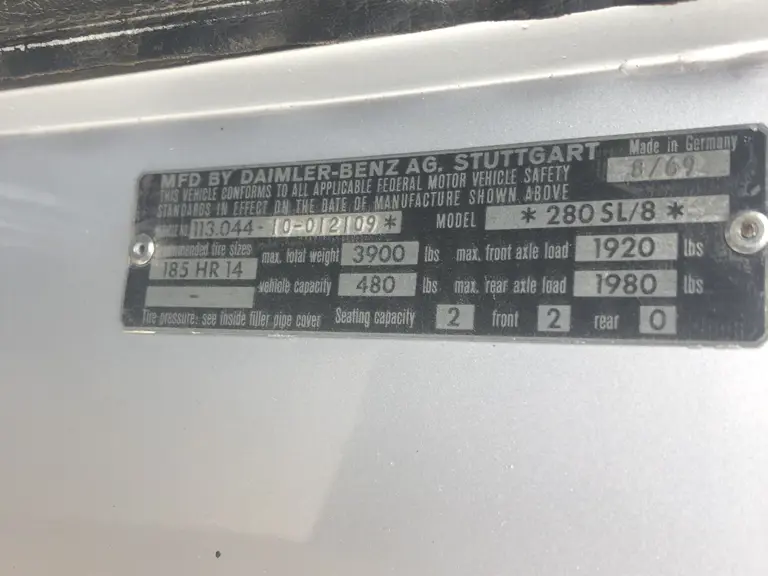 MFD BY DAIMLER-BENZ AG. STUTTGART Made in Germany
THIS VEHICLE CONFORMS TO ALL APPLICABLE FEDERAL MOTOR VEHICLE SAFETY 8/69
STANDARDS IN EFFECT ON THE DATE OF MANUFACTURE SHOWN ABOVE
113.044-10-012109* MODEL * 280 SL/8 *
recommended tire sizes max. total weight 3900 lbs max. front axle load 1920 lbs
185 HR 14 vehicle capacity 480 lbs max. rear axle load 1980 lbs
-
Tire pressure: see inside filler pipe cover Seating capacity 2 front 2 rear 0